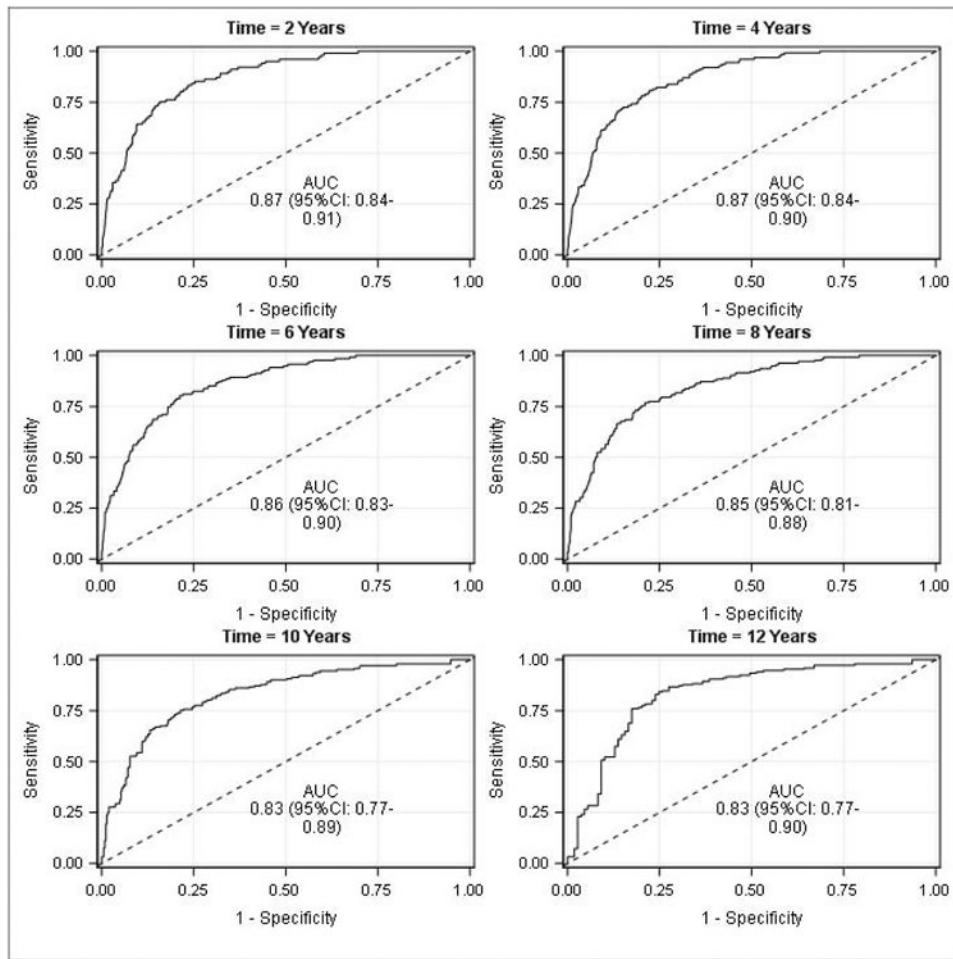 Time = 2 Years
1.00
0.75
0.50
0.25
0.00
Sensitivity
AUC
0.87 (95%CI: 0.84-
0.91)
0.00 0.25 0.50 0.75 1.00
1 - Specificity
Time = 4 Years
1.00
0.75
0.50
0.25
0.00
Sensitivity
AUC
0.87 (95%CI: 0.84-
0.90)
0.00 0.25 0.50 0.75 1.00
1 - Specificity
Time = 6 Years
1.00
0.75
0.50
0.25
0.00
Sensitivity
AUC
0.86 (95%CI: 0.83-
0.90)
0.00 0.25 0.50 0.75 1.00
1 - Specificity
Time = 8 Years
1.00
0.75
0.50
0.25
0.00
Sensitivity
AUC
0.85 (95%CI: 0.81-
0.88)
0.00 0.25 0.50 0.75 1.00
1 - Specificity
Time = 10 Years
1.00
0.75
0.50
0.25
0.00
Sensitivity
AUC
0.83 (95%CI: 0.77-
0.89)
0.00 0.25 0.50 0.75 1.00
1 - Specificity
Time = 12 Years
1.00
0.75
0.50
0.25
0.00
Sensitivity
AUC
0.83 (95%CI: 0.77-
0.90)
0.00 0.25 0.50 0.75 1.00
1 - Specificity